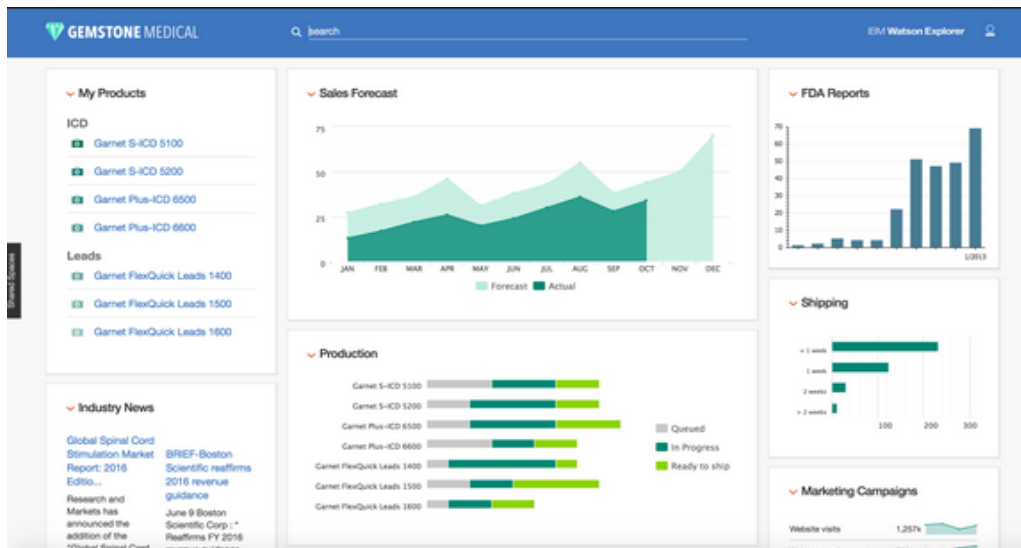 GEMSTONE MEDICAL
search
IBM Watson Explorer
Shared Spaces
My Products
ICD
Garnet S-ICD 5100
Garnet S-ICD 5200
Garnet Plus-ICD 6500
Garnet Plus-ICD 6600
Leads
Garnet FlexQuick Leads 1400
Garnet FlexQuick Leads 1500
Garnet FlexQuick Leads 1600
Industry News
Global Spinal Cord
Stimulation Market
Report: 2016
Editio...
Research and
Markets has
announced the
addition of the
"Global Spinal Cord
BRIEF-Boston
Scientific reaffirms
2016 revenue
guidance
June 9 Boston
Scientific Corp : "
Reaffirms FY 2016
revenue guidance
Sales Forecast
75
50
25
0
JAN FEB MAR APR MAY JUN JUL AUG SEP OCT NOV DEC
Forecast Actual
Production
Garnet S-ICD 5100
Garnet S-ICD 5200
Garnet Plus-ICD 6500
Garnet Plus-ICD 6600
Garnet FlexQuick Leads 1400
Garnet FlexQuick Leads 1500
Garnet FlexQuick Leads 1600
Queued
In Progress
Ready to ship
FDA Reports
70
60
50
40
30
20
10
0
1/2013
Shipping
< 1 week
1 week
2 weeks
> 2 weeks
100 200 300
Marketing Campaigns
Website visits 1,257k